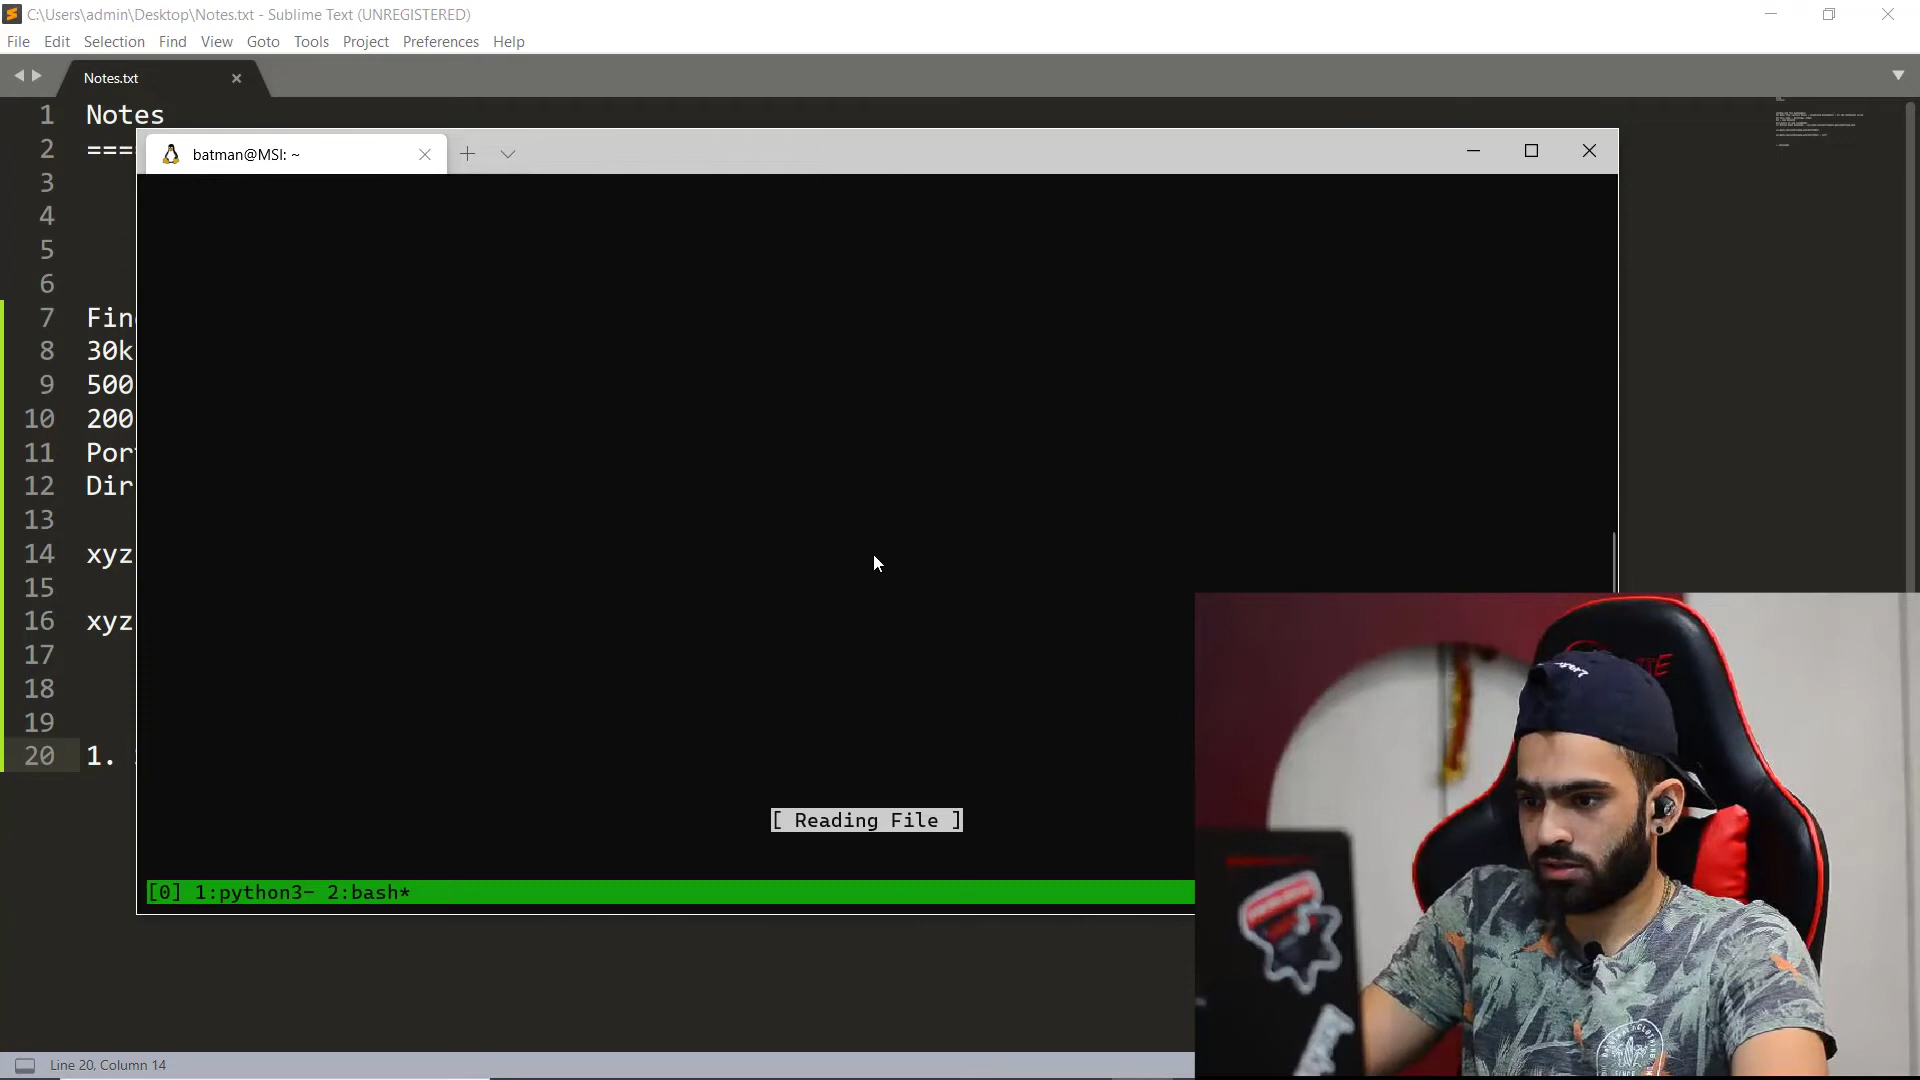 C:\Users\admin\Desktop\Notes.txt - Sublime Text (UNREGISTERED)
File Edit Selection Find View Goto Tools Project Preferences Help
Notes.txt
1 Notes
2 ====
batman@MSI: ~
3
4
5
6
7
8 30k
9 500
10 200
11
12 Dir
13
14 xyz
15
16 xyz
17
18
19
20 1.
[ Reading File ]
[0] 1:python3- 2:bash*
Line 20, Column 14